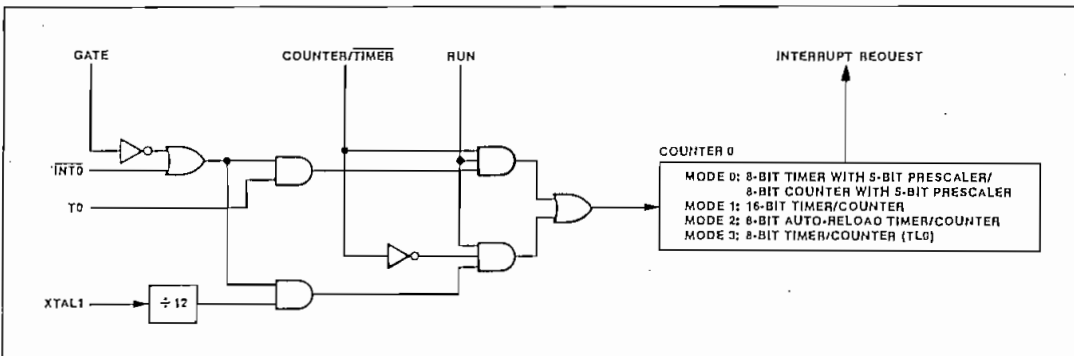 GATE
COUNTER/TIMER
RUN
INTERRUPT REQUEST
INT0
T0
XTAL1
÷ 12
COUNTER 0
MODE 0: 8-BIT TIMER WITH 5-BIT PRESCALER/
8-BIT COUNTER WITH 5-BIT PRESCALER
MODE 1: 16-BIT TIMER/COUNTER
MODE 2: 8-BIT AUTO-RELOAD TIMER/COUNTER
MODE 3: 8-BIT TIMER/COUNTER (TL0)